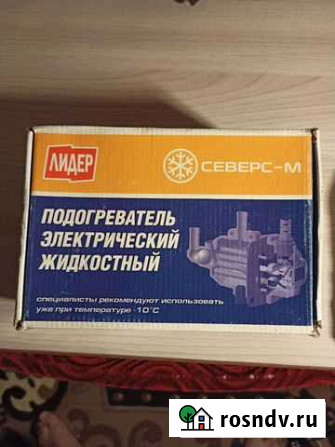 ЛИДЕР
СЕВЕРС-М
ПОДОГРЕВАТЕЛЬ
ЭЛЕКТРИЧЕСКИЙ
ЖИДКОСТНЫЙ
специалисты рекомендуют использовать
уже при температуре -10°С
rosndv.ru